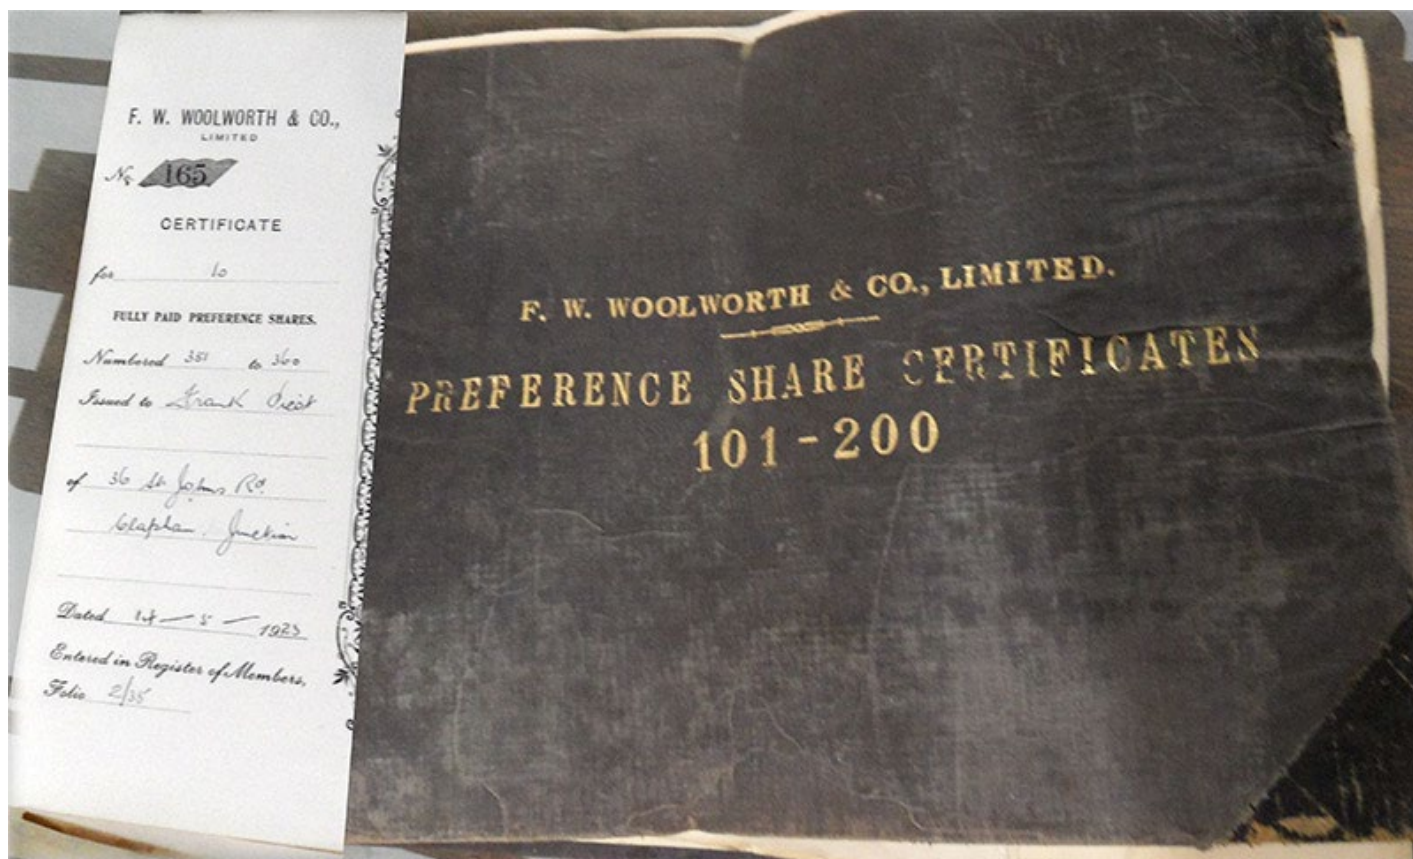 F. W. WOOLWORTH & CO.,
LIMITED
No. 165
CERTIFICATE
for 10
FULLY PAID PREFERENCE SHARES.
Numbered 351 to 360
Issued to Frank
of 36 St Johns Rd.
Clapham Junction
Dated 14 - 5 - 1923
Entered in Register of Members,
Folio 2/35
F. W. WOOLWORTH & CO., LIMITED.
PREFERENCE SHARE CERTIFICATES
101-200